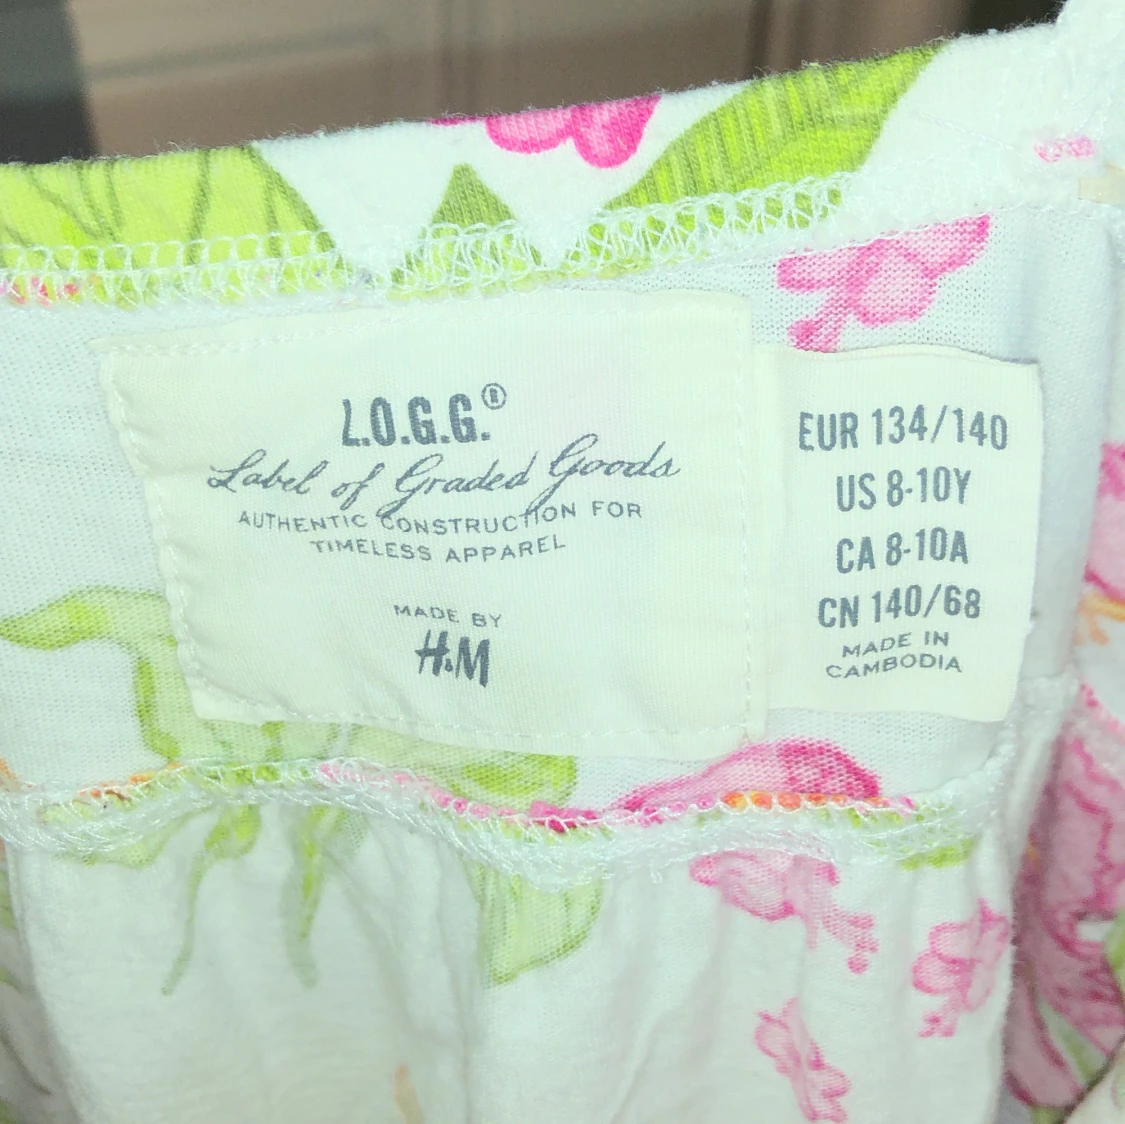 L.O.G.G.®
Label of Graded Goods
AUTHENTIC CONSTRUCTION FOR
TIMELESS APPAREL
MADE BY
H&M
EUR 134/140
US 8-10Y
CA 8-10A
CN 140/68
MADE IN
CAMBODIA